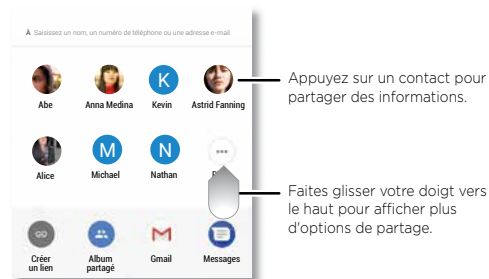 Saisissez un nom, un numéro de téléphone ou une adresse e-mail
Abe
Anna Medina
K
Kevin
Astrid Fanning
Appuyez sur un contact pour
partager des informations.
Alice
M
Michael
N
Nathan
Faites glisser votre doigt vers
le haut pour afficher plus
d'options de partage.
Créer
un lien
Album
partagé
Gmail
Messages